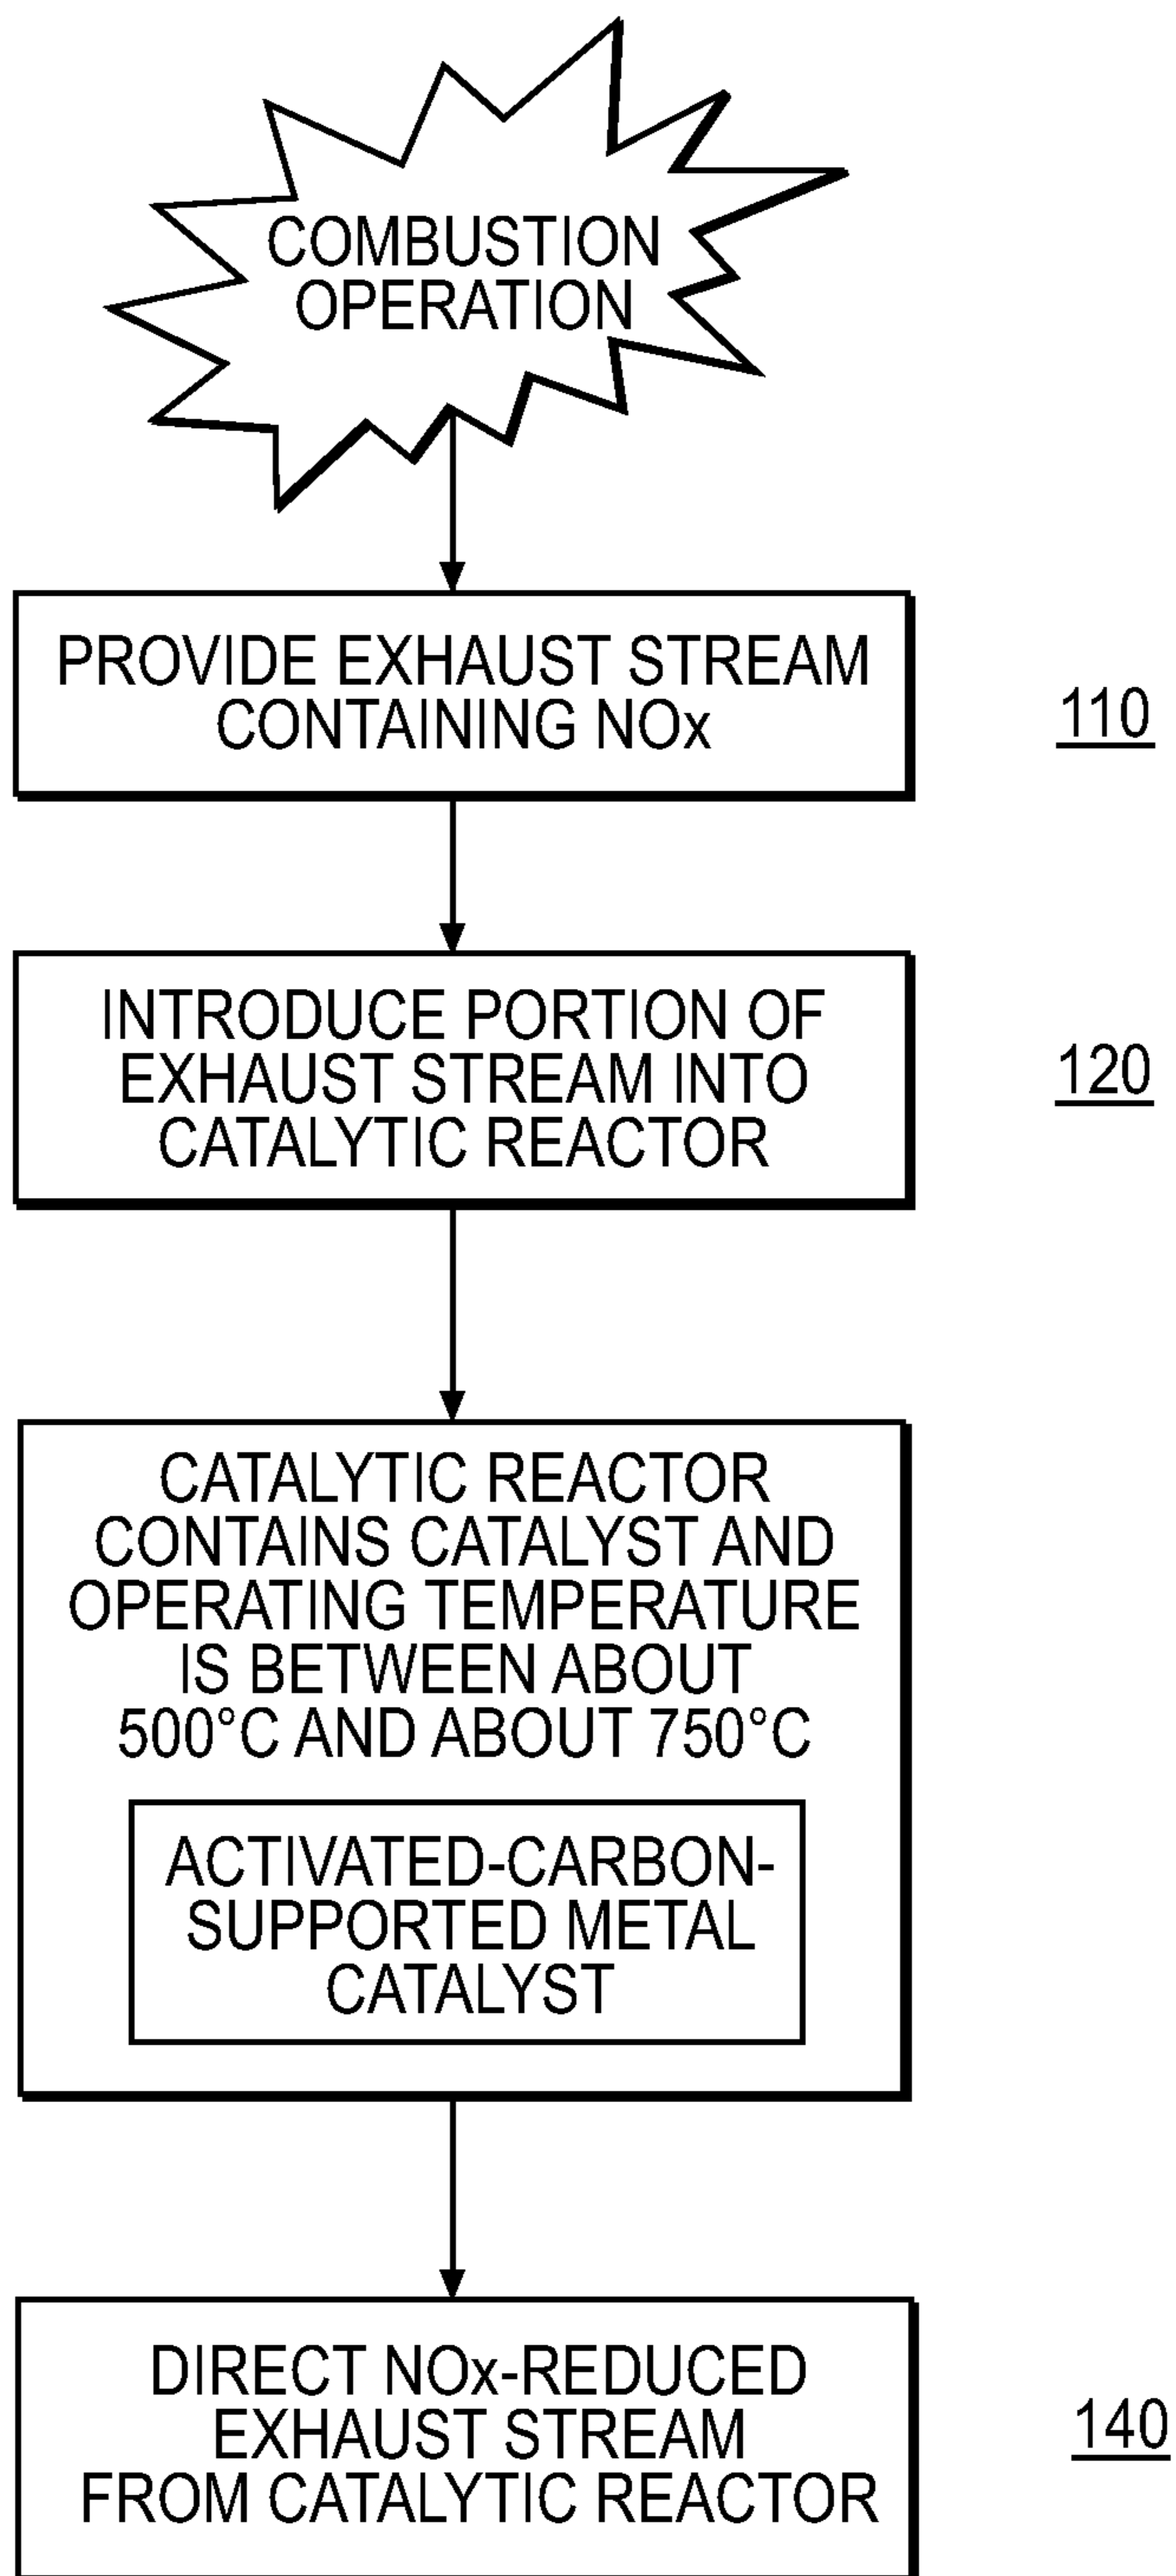 COMBUSTION
OPERATION
PROVIDE EXHAUST STREAM
CONTAINING NOx
110
INTRODUCE PORTION OF
EXHAUST STREAM INTO
CATALYTIC REACTOR
120
CATALYTIC REACTOR
CONTAINS CATALYST AND
OPERATING TEMPERATURE
IS BETWEEN ABOUT
500°C AND ABOUT 750°C
ACTIVATED-CARBON-
SUPPORTED METAL
CATALYST
DIRECT NOx-REDUCED
EXHAUST STREAM
FROM CATALYTIC REACTOR
140